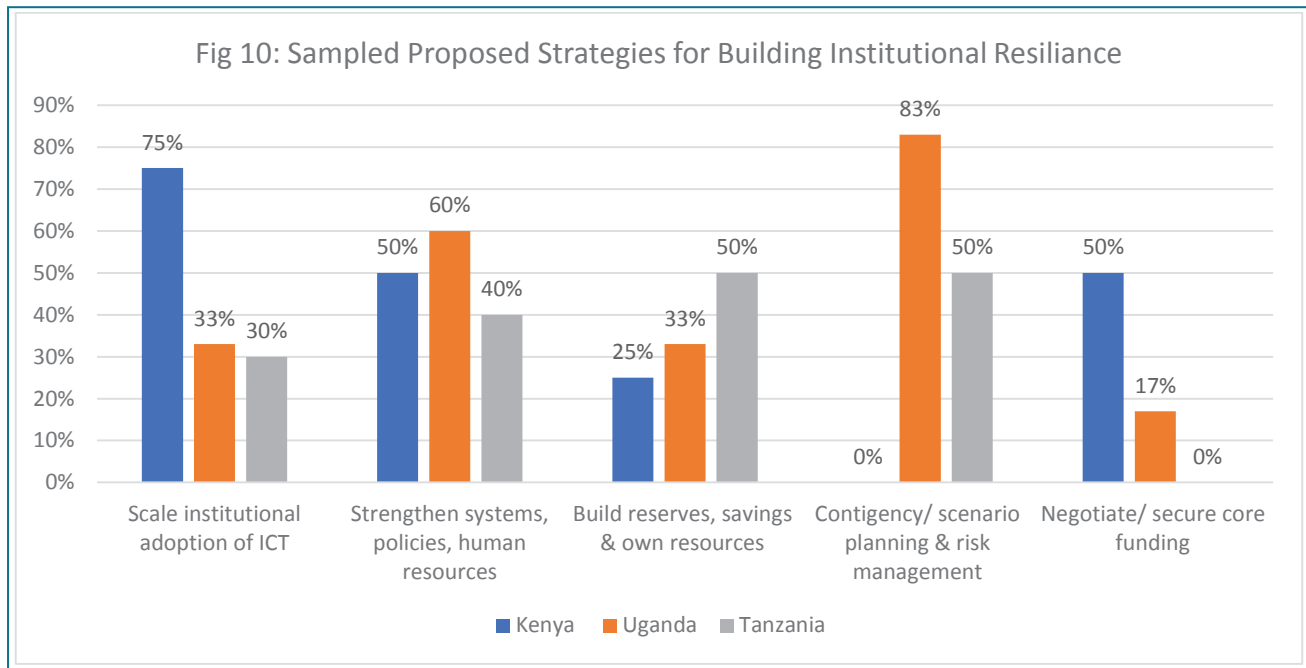 Fig 10: Sampled Proposed Strategies for Building Institutional Resiliance
90%
80%
70%
60%
50%
40%
30%
20%
10%
0%
75%
33%
30%
50%
60%
40%
25%
33%
50%
0%
83%
50%
50%
17%
0%
Scale institutional
adoption of ICT
Strengthen systems,
policies, human
resources
Build reserves, savings
& own resources
Contigency/ scenario
planning & risk
management
Negotiate/ secure core
funding
Kenya
Uganda
Tanzania